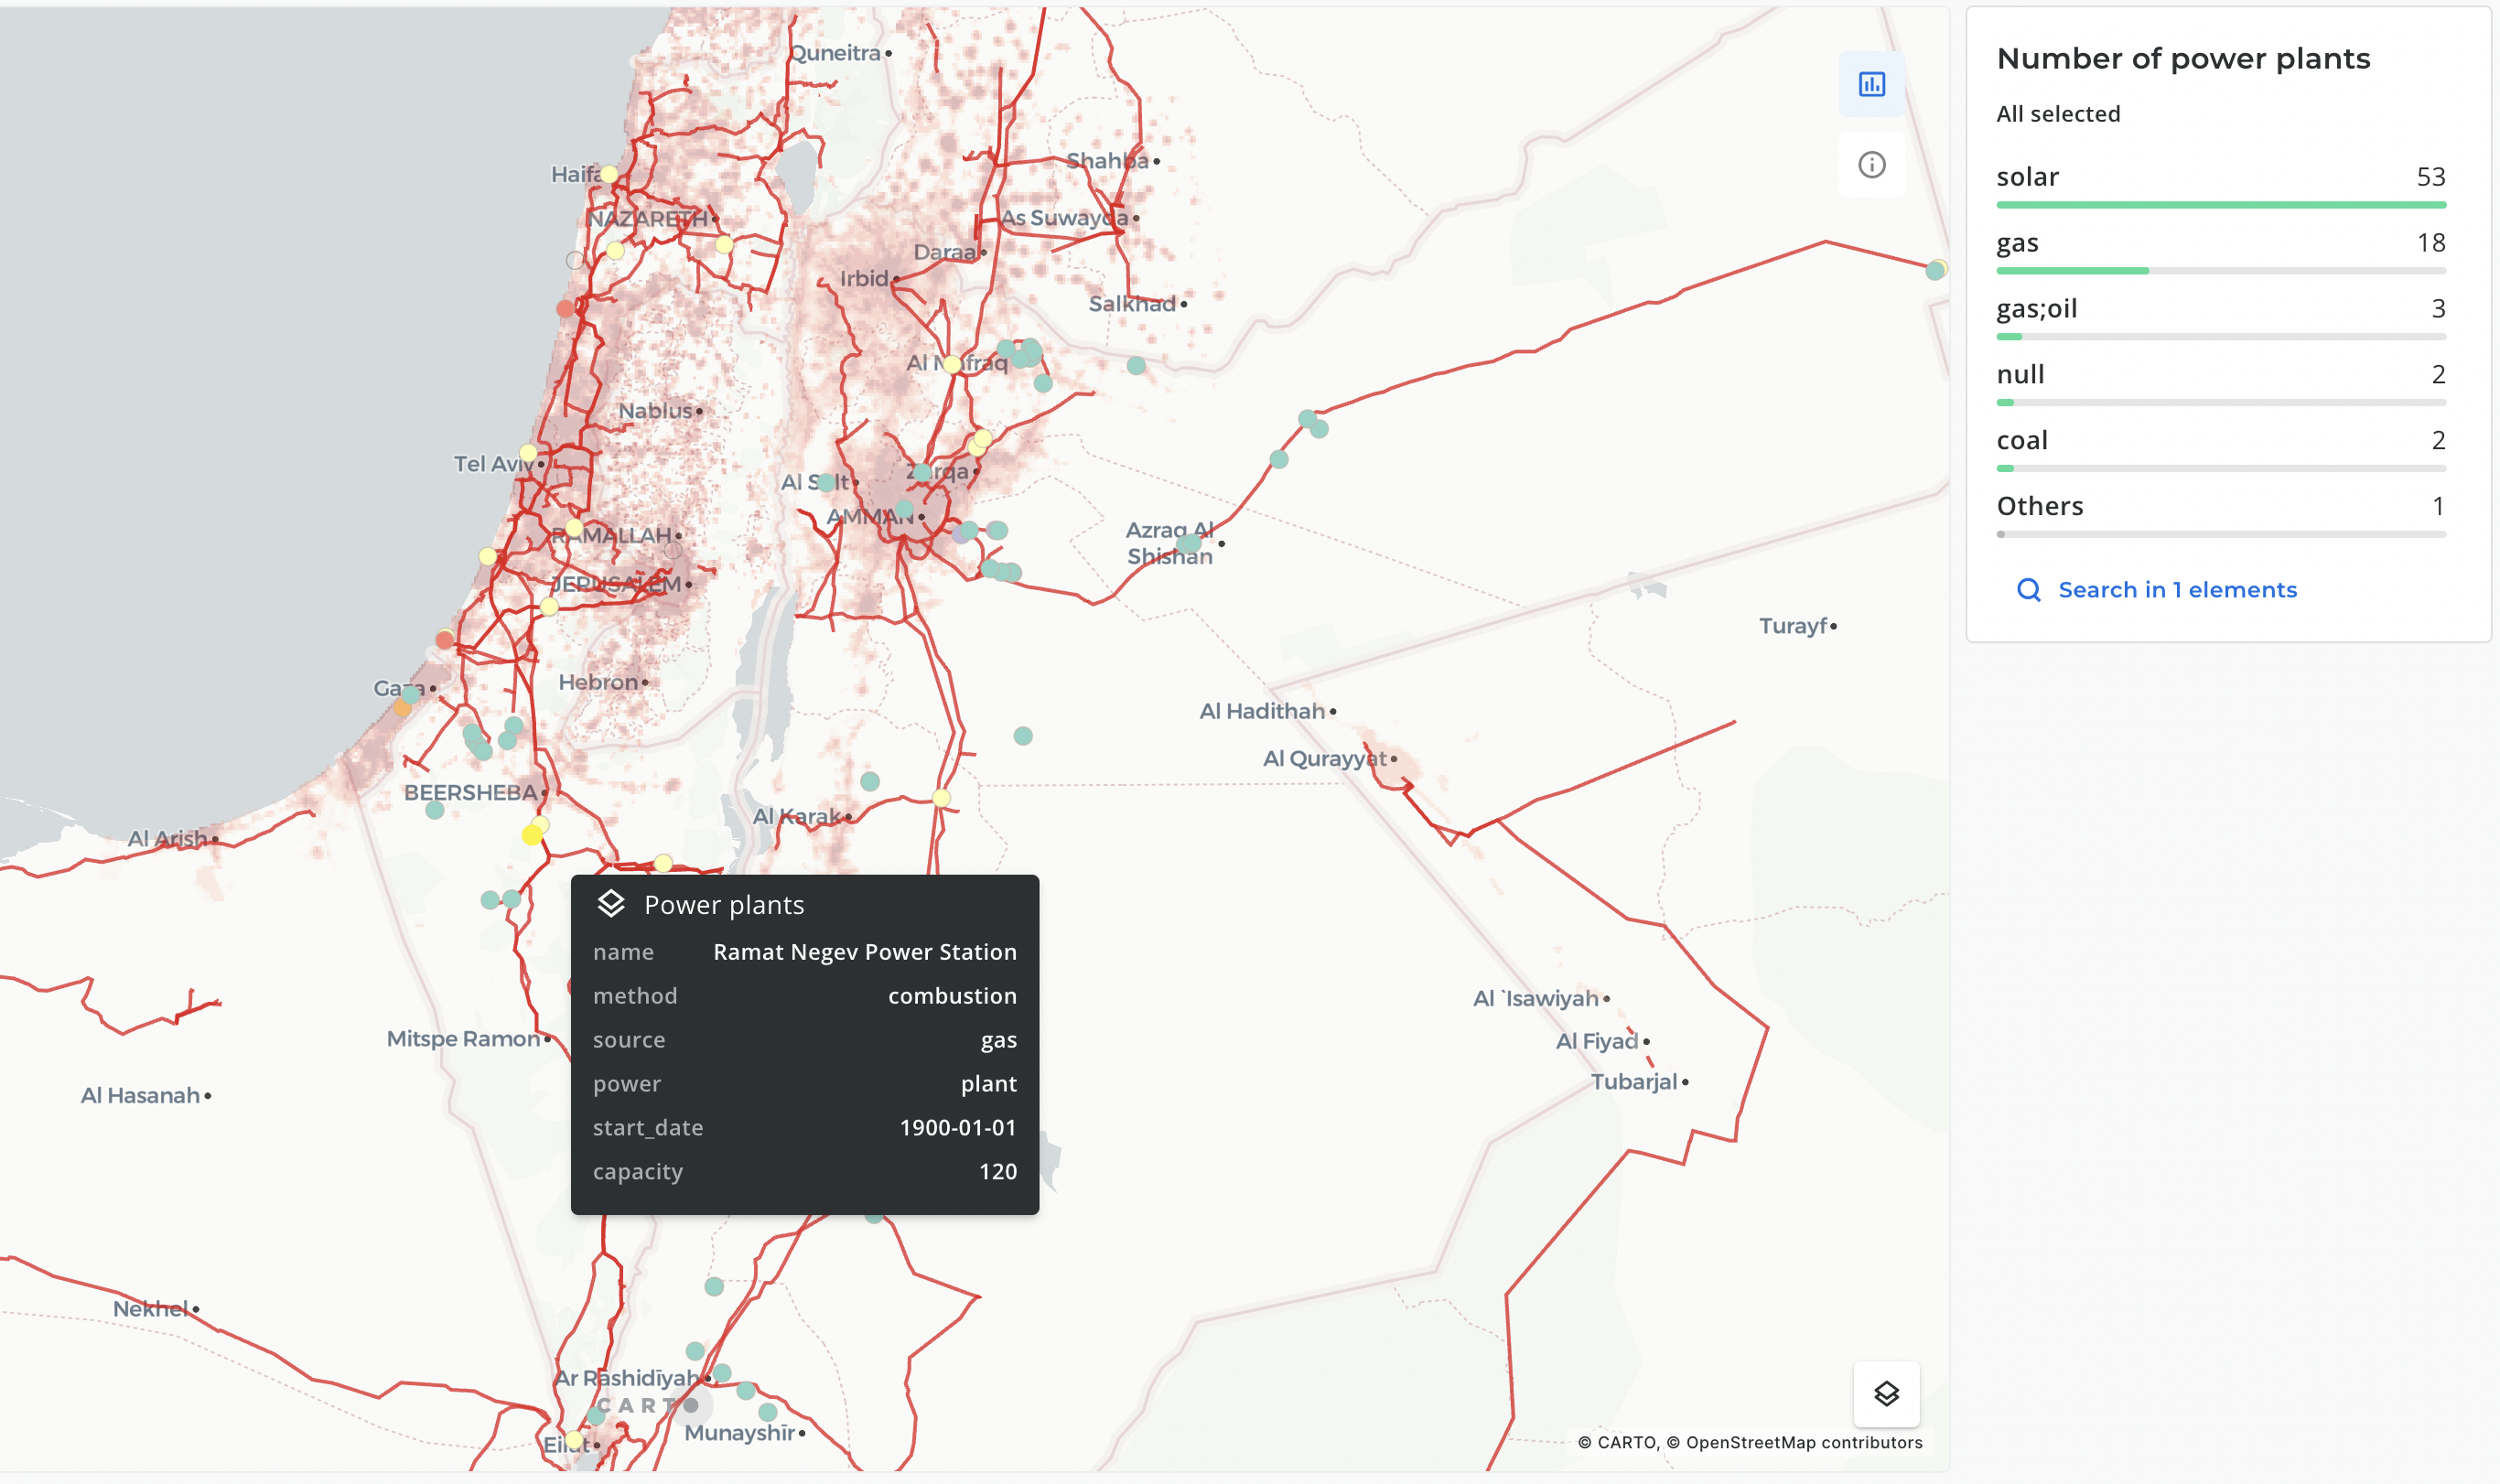 Quneitra
Shahba
Haifa
NAZARETH
As Suwayda
Daraa
Irbid
Salkhad
Al Mafraq
Nablus
Tel Aviv
Al Salt
Zarqa
AMMAN
RAMALLAH
Azraq Al
Shishan
JERUSALEM
Turayf
Gaza
Hebron
Al Hadithah
Al Qurayyat
BEERSHEBA
Al Karak
Al Arish
Power plants
name Ramat Negev Power Station
method combustion
source gas
power plant
start_date 1900-01-01
capacity 120
Al `Isawiyah
Mitspe Ramon
Al Fiyad
Tubarjal
Al Hasanah
Nekhel
Ar Rashidīyah
CART
Munayshīr
Eilat
© CARTO, © OpenStreetMap contributors
Number of power plants
All selected
solar 53
gas 18
gas;oil 3
null 2
coal 2
Others 1
Search in 1 elements